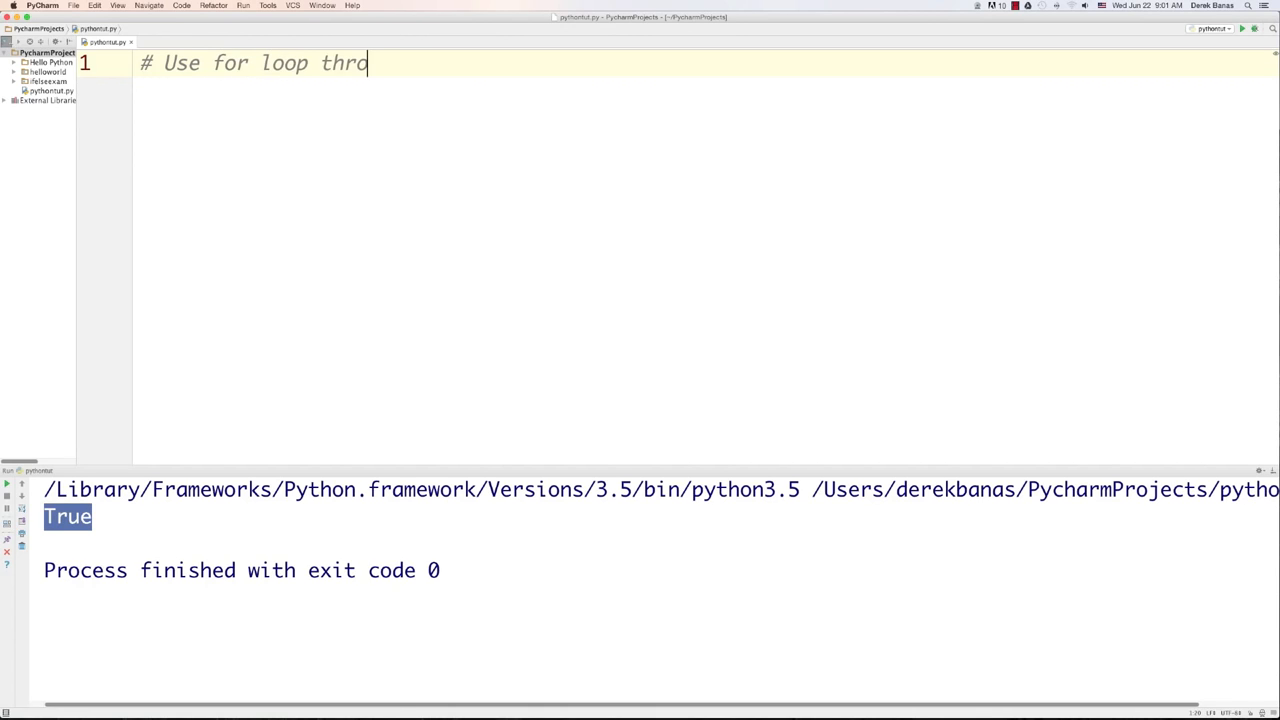 PyCharm File Edit View Navigate Code Refactor Run Tools VCS Window Help 10 Wed Jun 22 9:01 AM Derek Banas
pythontut.py - PycharmProjects - [~/PycharmProjects]
PycharmProjects pythontut.py pythontut
pythontut.py
PycharmProject
Hello Python
helloworld
ifelseexam
pythontut.py
External Librarie
1 # Use for loop thro
Run pythontut
/Library/Frameworks/Python.framework/Versions/3.5/bin/python3.5 /Users/derekbanas/PycharmProjects/pytho
True
Process finished with exit code 0
1:20 LF UTF-8